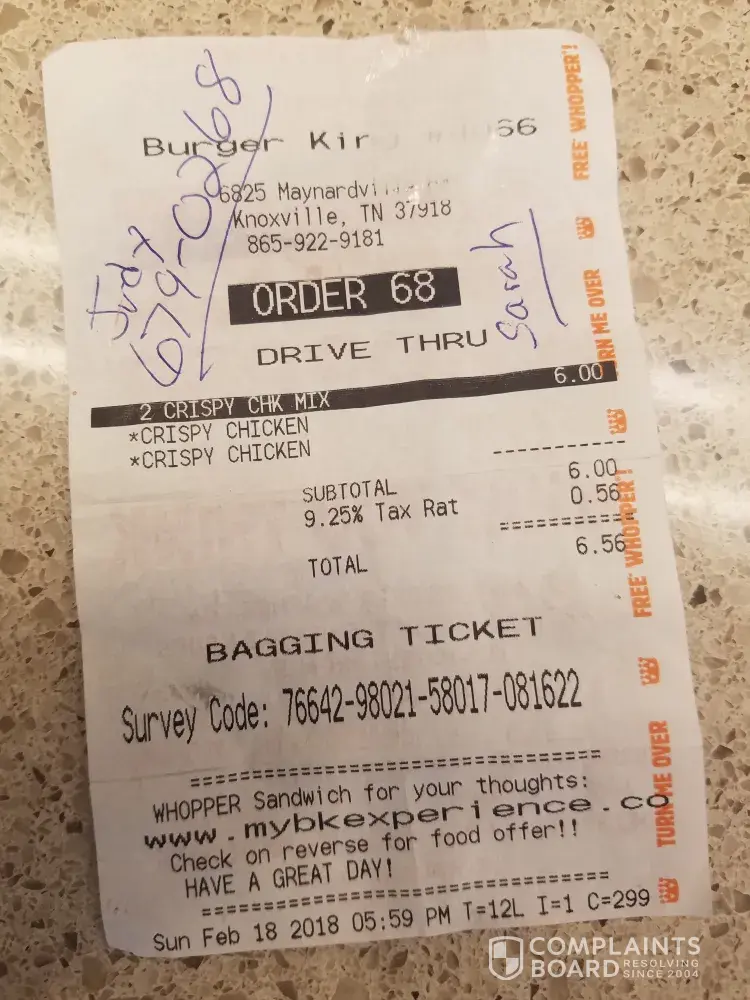 Burger Kin 66
6825 Maynardvi
Knoxville, TN 37918
865-922-9181
Judy
679-0268
Sarah
ORDER 68
DRIVE THRU
2 CRISPY CHK MIX 6.00
*CRISPY CHICKEN
*CRISPY CHICKEN
SUBTOTAL 6.00
9.25% Tax Rat 0.56
TOTAL 6.56
BAGGING TICKET
Survey Code: 76642-98021-58017-081622
WHOPPER Sandwich for your thoughts:
www.mybkexperience.co
Check on reverse for food offer!!
HAVE A GREAT DAY!
Sun Feb 18 2018 05:59 PM T=12L I=1 C=299
FREE WHOPPER!
RN ME OVER
FREE WHOPPER!
TURN ME OVER
COMPLAINTS
BOARD RESOLVING
SINCE 2004